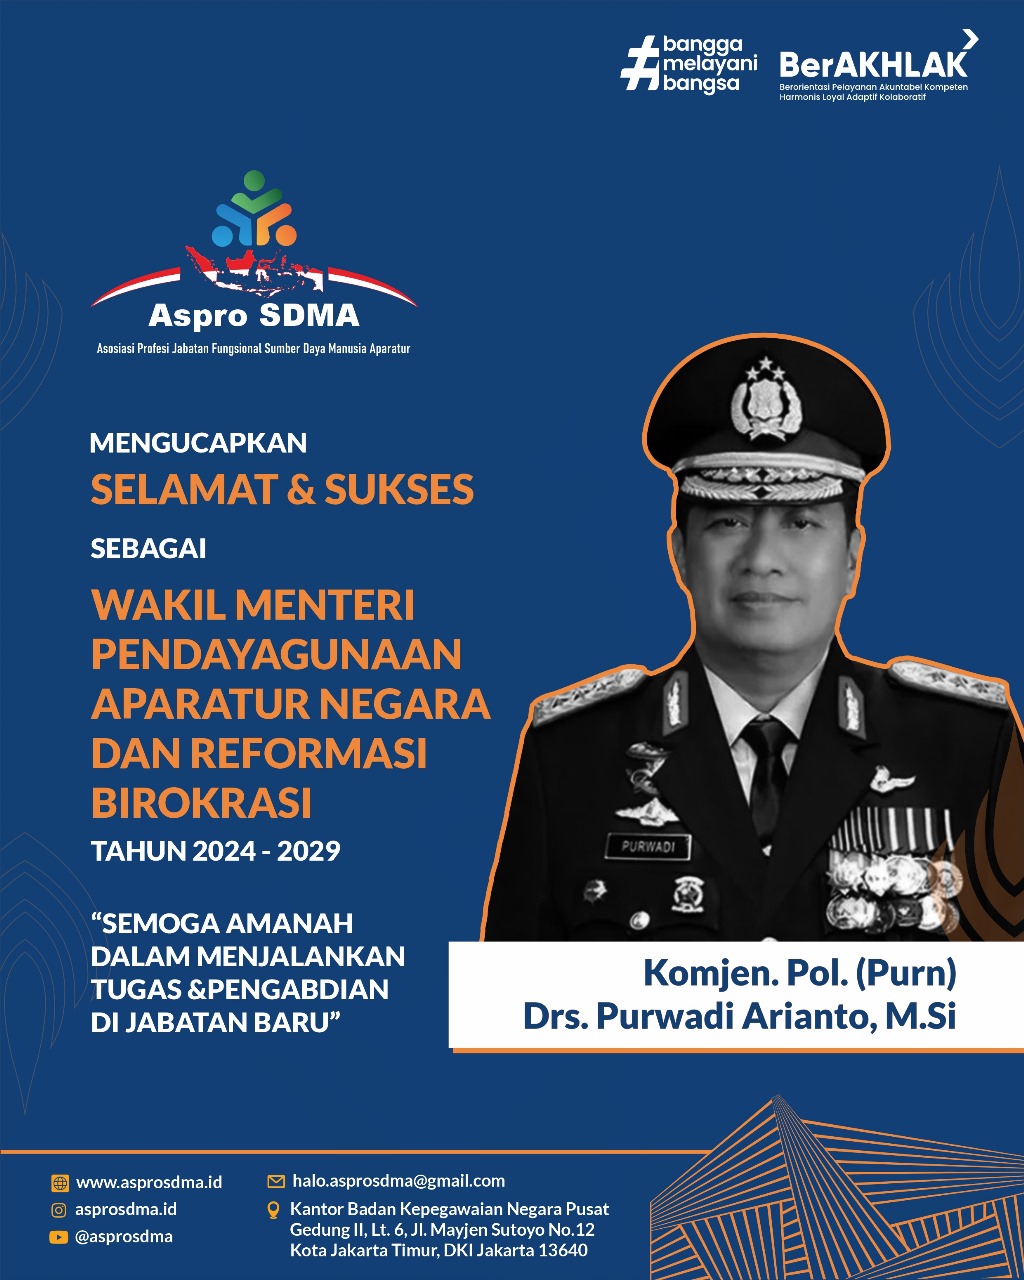 #bangga
melayani
bangsa
BerAKHLAK
Berorientasi Pelayanan Akuntabel Kompeten
Harmonis Loyal Adaptif Kolaboratif
Aspro SDMA
Asosiasi Profesi Jabatan Fungsional Sumber Daya Manusia Aparatur
MENGUCAPKAN
SELAMAT & SUKSES
SEBAGAI
WAKIL MENTERI
PENDAYAGUNAAN
APARATUR NEGARA
DAN REFORMASI
BIROKRASI
TAHUN 2024 - 2029
“SEMOGA AMANAH
DALAM MENJALANKAN
TUGAS &PENGABDIAN
DI JABATAN BARU”
PURWADI
Komjen. Pol. (Purn)
Drs. Purwadi Arianto, M.Si
www.asprosdma.id
asprosdma.id
@asprosdma
halo.asprosdma@gmail.com
Kantor Badan Kepegawaian Negara Pusat
Gedung II, Lt. 6, Jl. Mayjen Sutoyo No.12
Kota Jakarta Timur, DKI Jakarta 13640